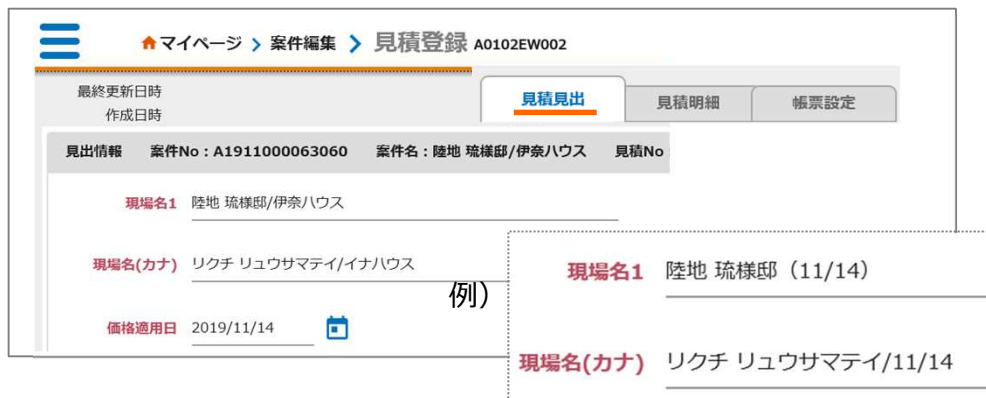 マイページ > 案件編集 > 見積登録 A0102EW002
最終更新日時
作成日時
見積見出 見積明細 帳票設定
見出情報 案件No:A1911000063060 案件名:陸地 琉様邸/伊奈ハウス 見積No
現場名1 陸地 琉様邸/伊奈ハウス
現場名(カナ) リクチ リュウサマテイ/イナハウス
価格適用日 2019/11/14
例)
現場名1 陸地 琉様邸(11/14)
現場名(カナ) リクチ リュウサマテイ/11/14